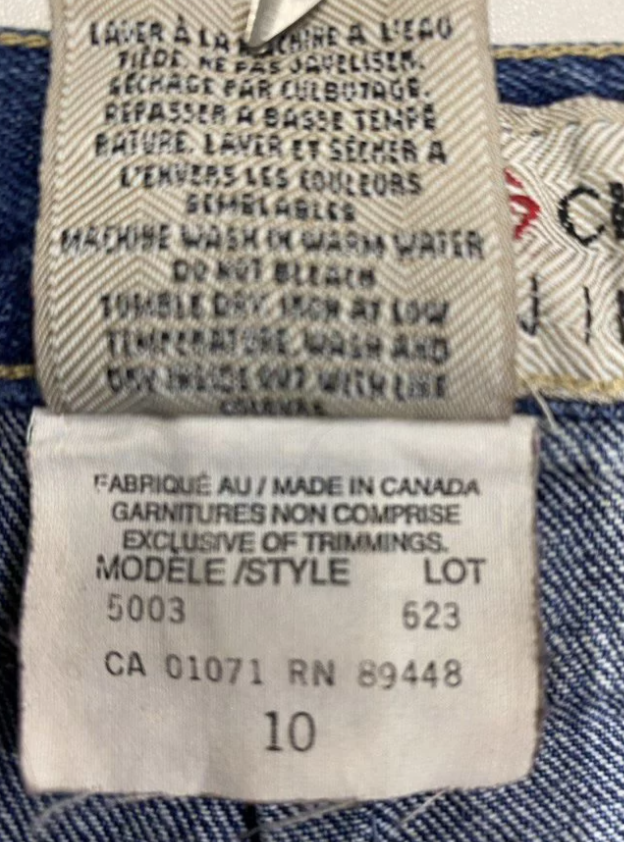 LAVER À LA MACHINE A L'EAU
TIÈDE. NE PAS JAVELISER.
SÉCHAGE PAR CULBUTAGE.
REPASSER A BASSE TEMPÉ
RATURE. LAVER ET SÉCHER A
L'ENVERS LES COULEURS
SEMBLABLES
MACHINE WASH IN WARM WATER
DO NOT BLEACH
TUMBLE DRY. IRON AT LOW
TEMPERATURE. WASH AND
DRY INSIDE OUT WITH LIKE
COLORS.
FABRIQUÉ AU / MADE IN CANADA
GARNITURES NON COMPRISE
EXCLUSIVE OF TRIMMINGS.
MODÈLE /STYLE LOT
5003 623
CA 01071 RN 89448
10